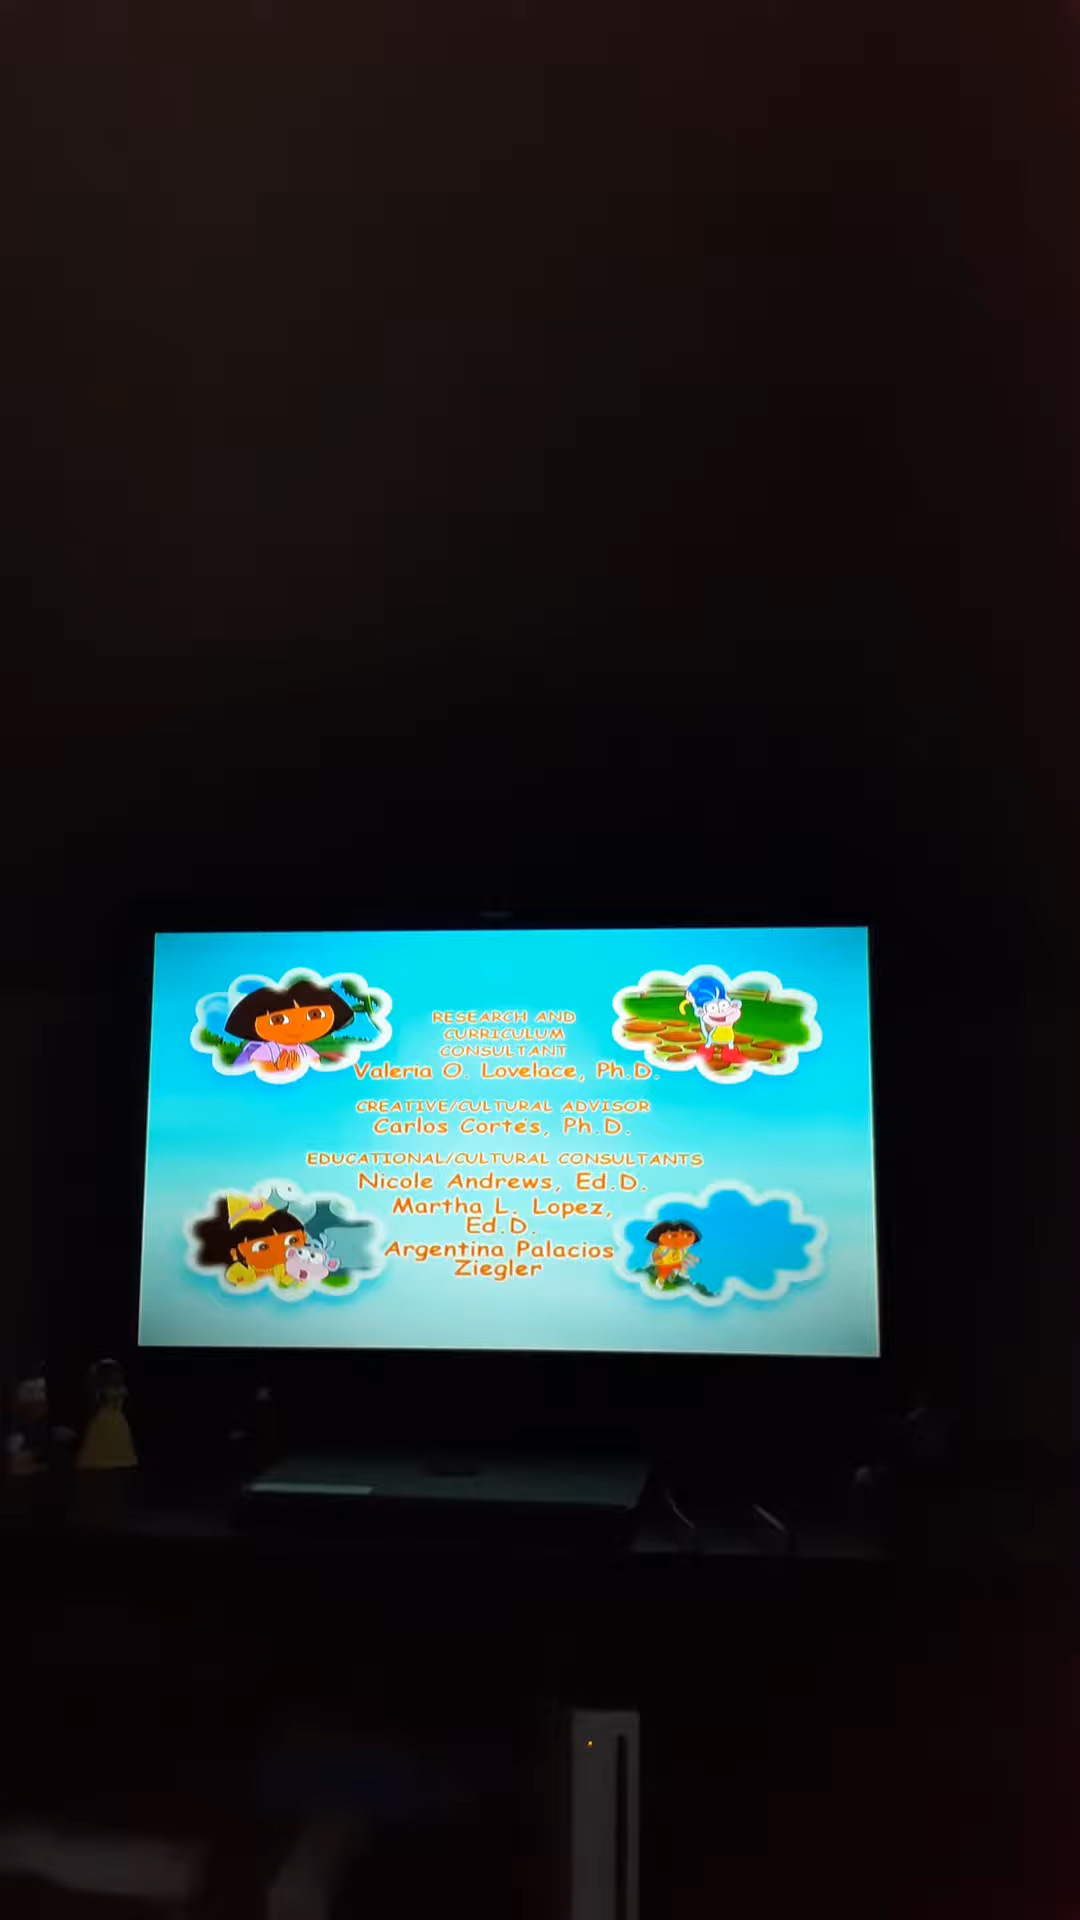 RESEARCH AND
CURRICULUM
CONSULTANT
Valeria O. Lovelace, Ph.D.
CREATIVE/CULTURAL ADVISOR
Carlos Cortés, Ph.D.
EDUCATIONAL/CULTURAL CONSULTANTS
Nicole Andrews, Ed.D.
Martha L. Lopez,
Ed.D.
Argentina Palacios
Ziegler